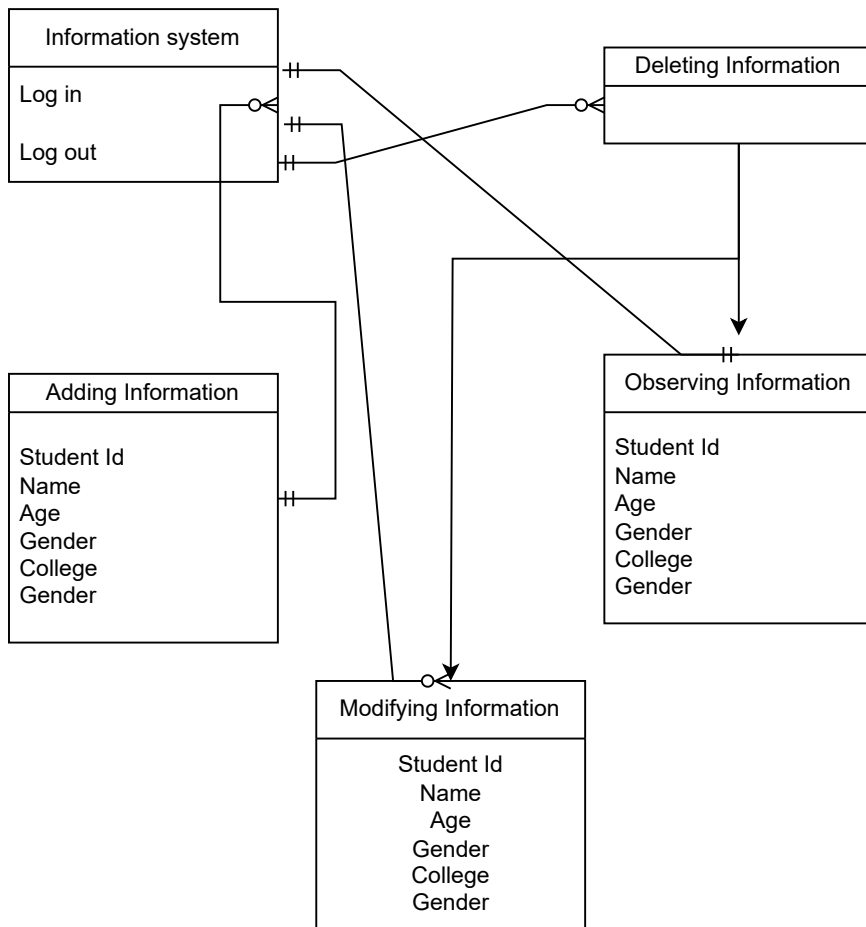 Information system
Log in
Log out
Deleting Information
Adding Information
Student Id
Name
Age
Gender
College
Gender
Observing Information
Student Id
Name
Age
Gender
College
Gender
Modifying Information
Student Id
Name
Age
Gender
College
Gender